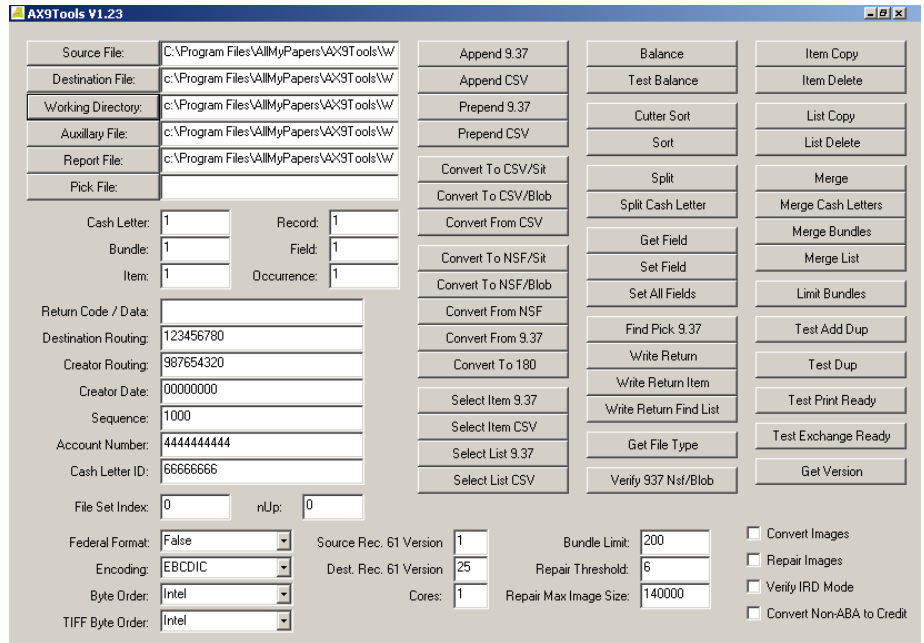 AX9Tools V1.23
Source File: C:\Program Files\AllMyPapers\AX9Tools\W
Destination File: c:\Program Files\AllMyPapers\AX9Tools\W
Working Directory: c:\Program Files\AllMyPapers\AX9Tools\W
Auxillary File: c:\Program Files\AllMyPapers\AX9Tools\W
Report File: c:\Program Files\AllMyPapers\AX9Tools\W
Pick File:
Cash Letter: 1 Record: 1
Bundle: 1 Field: 1
Item: 1 Occurrence: 1
Return Code / Data:
Destination Routing: 123456780
Creator Routing: 987654320
Creator Date: 00000000
Sequence: 1000
Account Number: 4444444444
Cash Letter ID: 66666666
File Set Index: 0 nUp: 0
Append 9.37
Append CSV
Prepend 9.37
Prepend CSV
Convert To CSV/Sit
Convert To CSV/Blob
Convert From CSV
Convert To NSF/Sit
Convert To NSF/Blob
Convert From NSF
Convert From 9.37
Convert To 180
Select Item 9.37
Select Item CSV
Select List 9.37
Select List CSV
Balance
Test Balance
Cutter Sort
Sort
Split
Split Cash Letter
Get Field
Set Field
Set All Fields
Find Pick 9.37
Write Return
Write Return Item
Write Return Find List
Get File Type
Verify 937 Nsf/Blob
Item Copy
Item Delete
List Copy
List Delete
Merge
Merge Cash Letters
Merge Bundles
Merge List
Limit Bundles
Test Add Dup
Test Dup
Test Print Ready
Test Exchange Ready
Get Version
Federal Format: False
Encoding: EBCDIC
Byte Order: Intel
TIFF Byte Order: Intel
Source Rec. 61 Version 1
Dest. Rec. 61 Version 25
Cores: 1
Bundle Limit: 200
Repair Threshold: 6
Repair Max Image Size: 140000
Convert Images
Repair Images
Verify IRD Mode
Convert Non-ABA to Credit